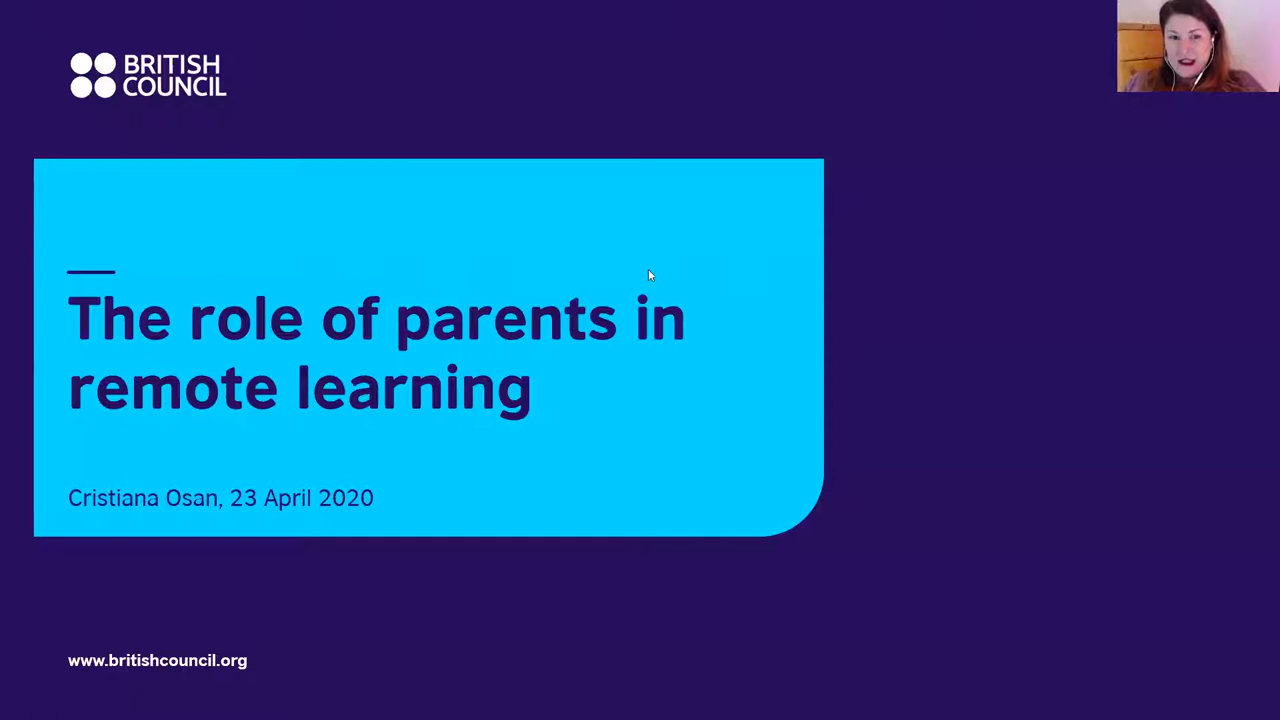 BRITISH
COUNCIL
The role of parents in
remote learning
Cristiana Osan, 23 April 2020
www.britishcouncil.org